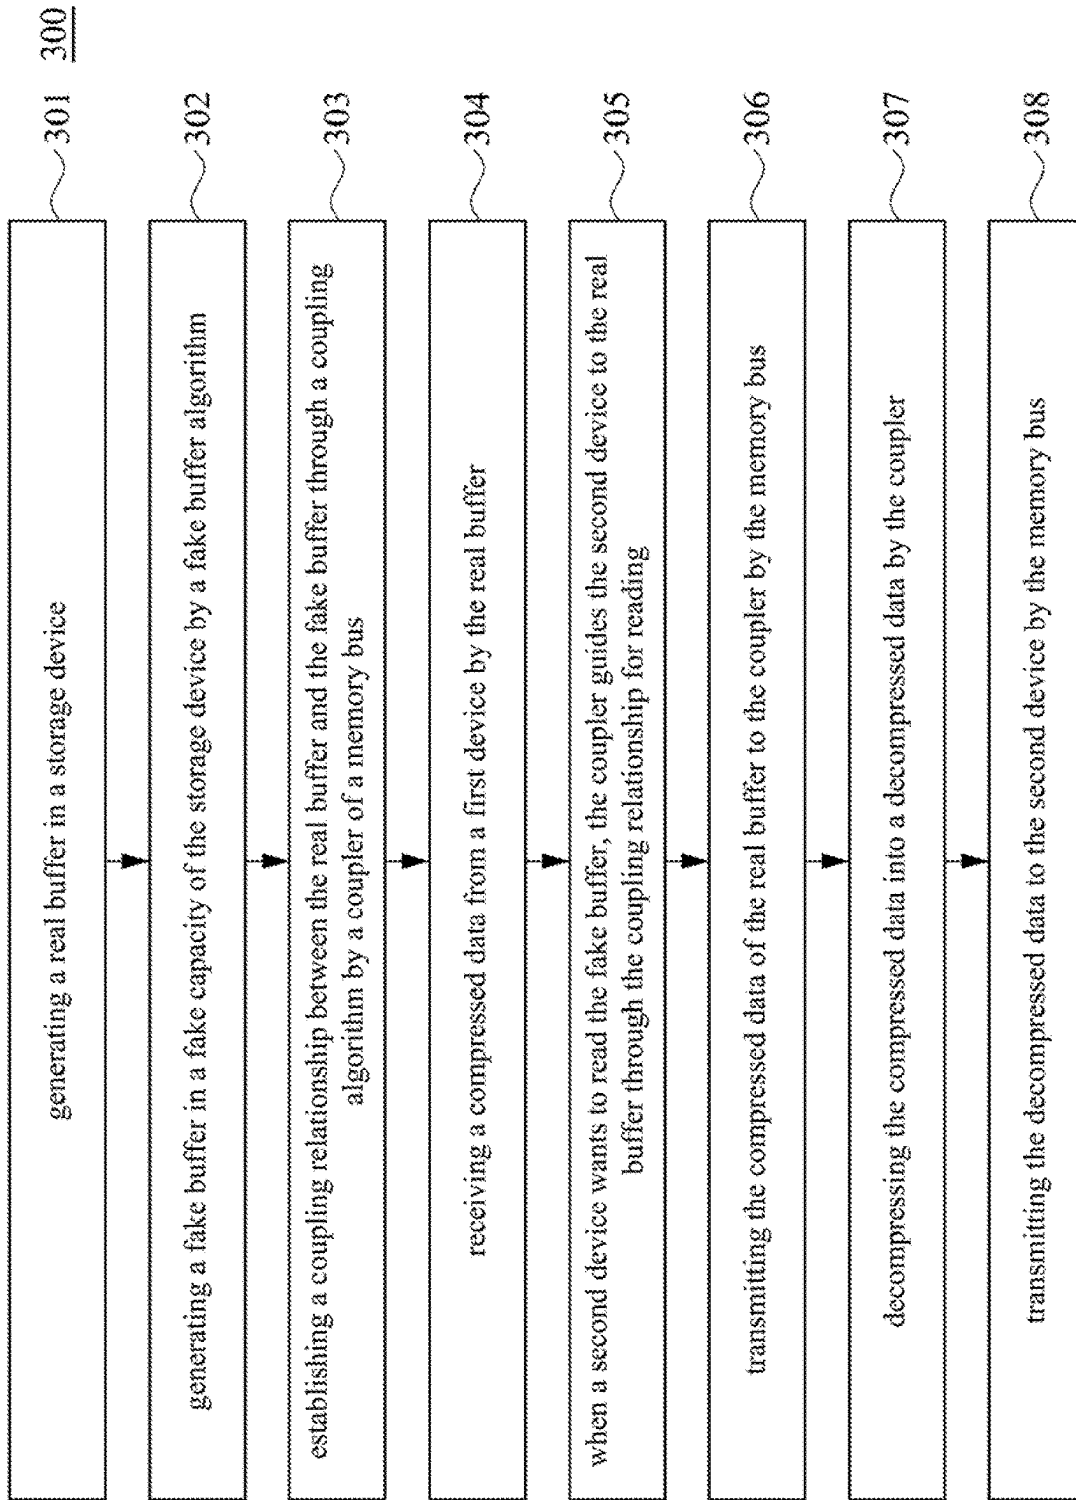 300
generating a real buffer in a storage device
301
generating a fake buffer in a fake capacity of the storage device by a fake buffer algorithm
302
establishing a coupling relationship between the real buffer and the fake buffer through a coupling
algorithm by a coupler of a memory bus
303
receiving a compressed data from a first device by the real buffer
304
when a second device wants to read the fake buffer, the coupler guides the second device to the real
buffer through the coupling relationship for reading
305
transmitting the compressed data of the real buffer to the coupler by the memory bus
306
decompressing the compressed data into a decompressed data by the coupler
307
transmitting the decompressed data to the second device by the memory bus
308